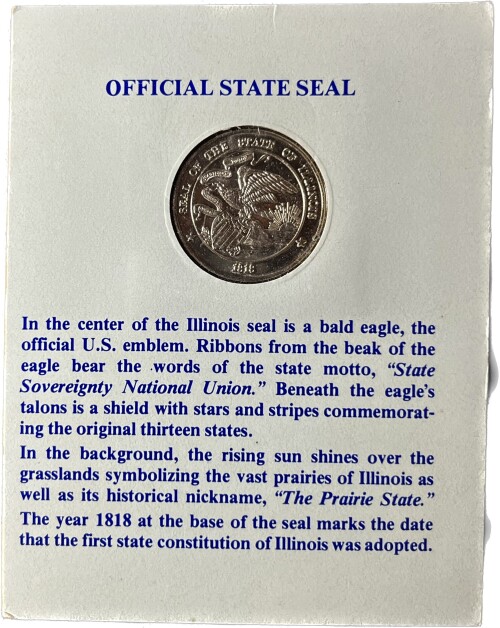 OFFICIAL STATE SEAL
SEAL OF THE STATE OF ILLINOIS
1818
In the center of the Illinois seal is a bald eagle, the
official U.S. emblem. Ribbons from the beak of the
eagle bear the words of the state motto, “State
Sovereignty National Union.” Beneath the eagle’s
talons is a shield with stars and stripes commemorat-
ing the original thirteen states.
In the background, the rising sun shines over the
grasslands symbolizing the vast prairies of Illinois as
well as its historical nickname, “The Prairie State.”
The year 1818 at the base of the seal marks the date
that the first state constitution of Illinois was adopted.